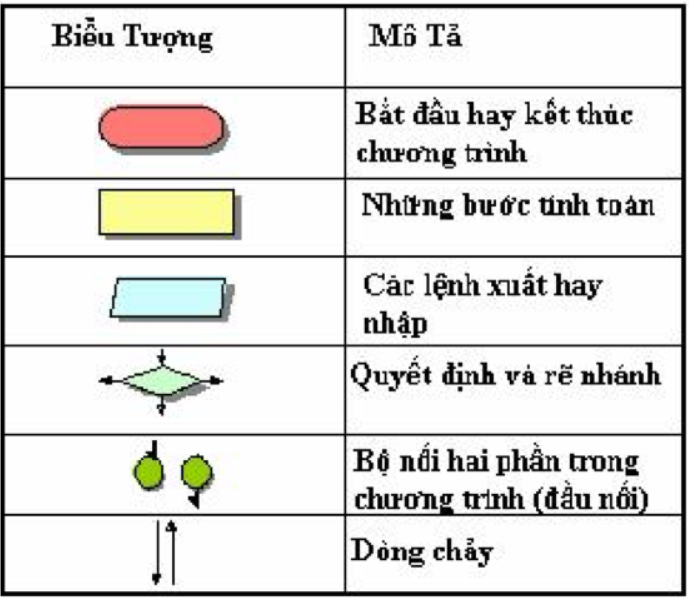 Biểu Tượng
Mô Tả
Bắt đầu hay kết thúc
chương trình
Những bước tính toán
Các lệnh xuất hay
nhập
Quyết định và rẽ nhánh
Bộ nối hai phần trong
chương trình (đầu nối)
Dòng chảy